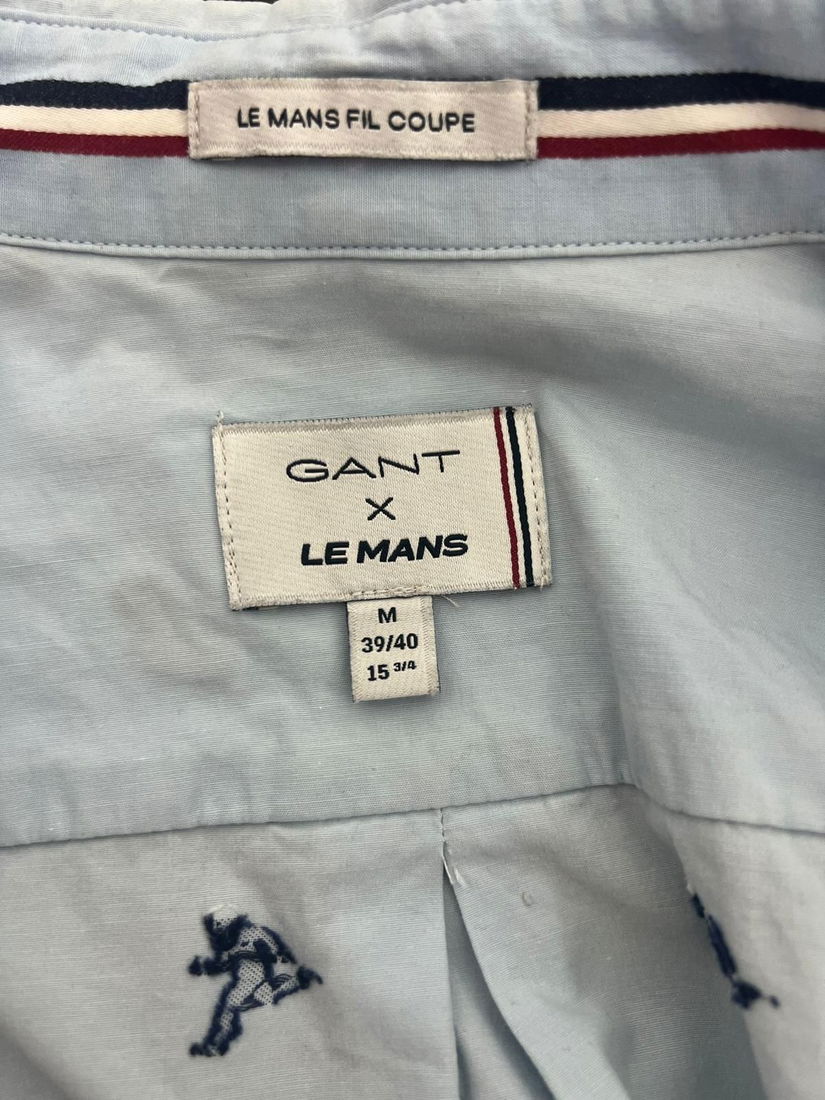 LE MANS FIL COUPE
GANT
X
LE MANS
M
39/40
15 3/4